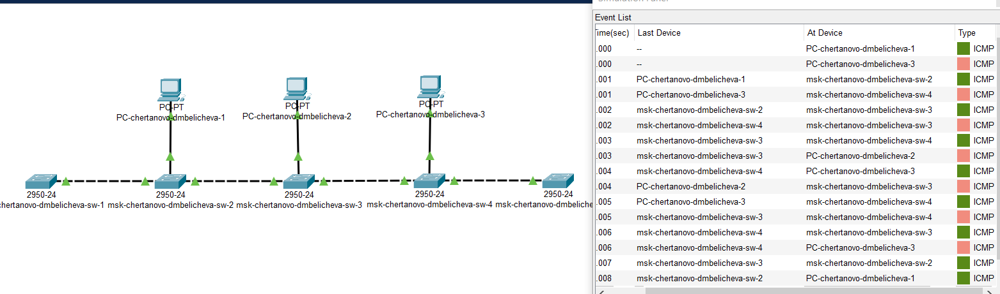 PC-PT
PC-chertanovo-dmbelicheva-1
PC-PT
PC-chertanovo-dmbelicheva-2
PC-PT
PC-chertanovo-dmbelicheva-3
2950-24
chertanovo-dmbelicheva-sw-1
2950-24
msk-chertanovo-dmbelicheva-sw-2
2950-24
msk-chertanovo-dmbelicheva-sw-3
2950-24
msk-chertanovo-dmbelicheva-sw-4
2950-24
msk-chertanovo-dmbeliche
Simulation Panel
Event List
Time(sec) Last Device At Device Type
.000 -- PC-chertanovo-dmbelicheva-1 ICMP
.000 -- PC-chertanovo-dmbelicheva-3 ICMP
.001 PC-chertanovo-dmbelicheva-1 msk-chertanovo-dmbelicheva-sw-2 ICMP
.001 PC-chertanovo-dmbelicheva-3 msk-chertanovo-dmbelicheva-sw-4 ICMP
.002 msk-chertanovo-dmbelicheva-sw-2 msk-chertanovo-dmbelicheva-sw-3 ICMP
.002 msk-chertanovo-dmbelicheva-sw-4 msk-chertanovo-dmbelicheva-sw-3 ICMP
.003 msk-chertanovo-dmbelicheva-sw-3 msk-chertanovo-dmbelicheva-sw-4 ICMP
.003 msk-chertanovo-dmbelicheva-sw-3 PC-chertanovo-dmbelicheva-2 ICMP
.004 msk-chertanovo-dmbelicheva-sw-4 PC-chertanovo-dmbelicheva-3 ICMP
.004 PC-chertanovo-dmbelicheva-2 msk-chertanovo-dmbelicheva-sw-3 ICMP
.005 PC-chertanovo-dmbelicheva-3 msk-chertanovo-dmbelicheva-sw-4 ICMP
.005 msk-chertanovo-dmbelicheva-sw-3 msk-chertanovo-dmbelicheva-sw-4 ICMP
.006 msk-chertanovo-dmbelicheva-sw-4 msk-chertanovo-dmbelicheva-sw-3 ICMP
.006 msk-chertanovo-dmbelicheva-sw-4 PC-chertanovo-dmbelicheva-3 ICMP
.007 msk-chertanovo-dmbelicheva-sw-3 msk-chertanovo-dmbelicheva-sw-2 ICMP
.008 msk-chertanovo-dmbelicheva-sw-2 PC-chertanovo-dmbelicheva-1 ICMP